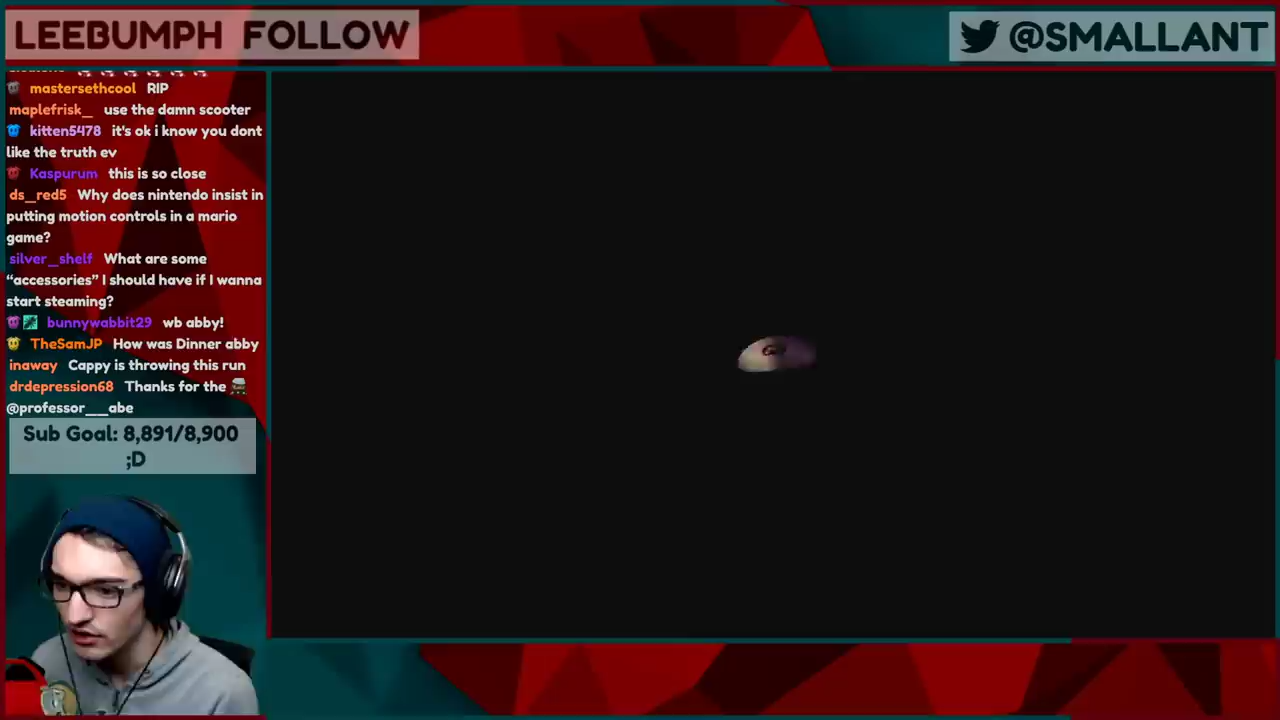 LEEBUMPH FOLLOW
@SMALLANT
mastersethcool RIP
maplefrisk_ use the damn scooter
kitten5478 it's ok i know you dont
like the truth ev
Kaspurum this is so close
ds_red5 Why does nintendo insist in
putting motion controls in a mario
game?
silver_shelf What are some
“accessories” I should have if I wanna
start steaming?
bunnywabbit29 wb abby!
TheSamJP How was Dinner abby
inaway Cappy is throwing this run
drdepression68 Thanks for the
@professor__abe
Sub Goal: 8,891/8,900
;D